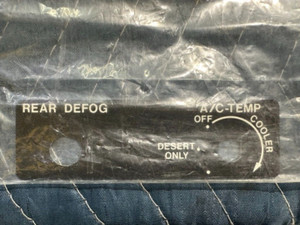 REAR DEFOG
A/C-TEMP
OFF
COOLER
DESERT
ONLY